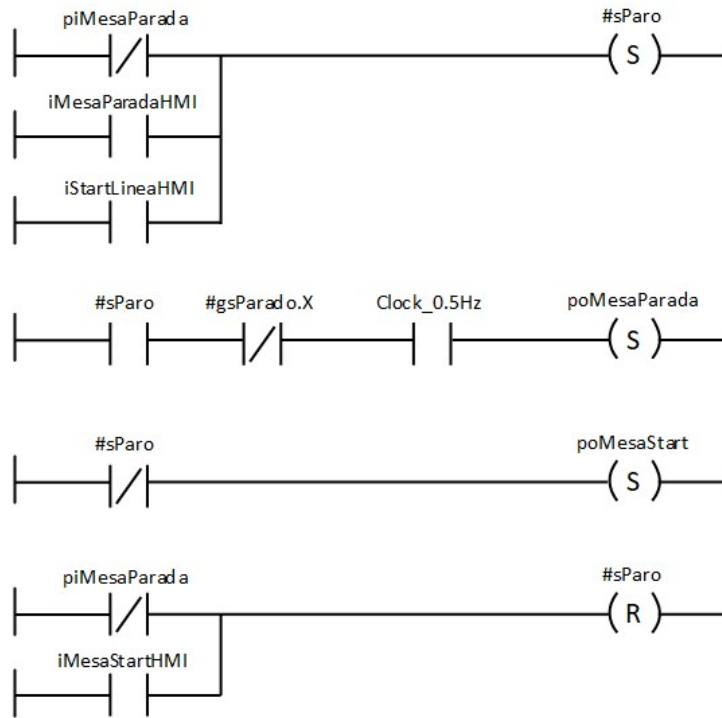 piMesaParada #sParo
S
iMesaParadaHMI
iStartLineaHMI
#sParo #gsParado.X Clock_0.5Hz poMesaParada
S
#sParo poMesaStart
S
piMesaParada #sParo
R
iMesaStartHMI